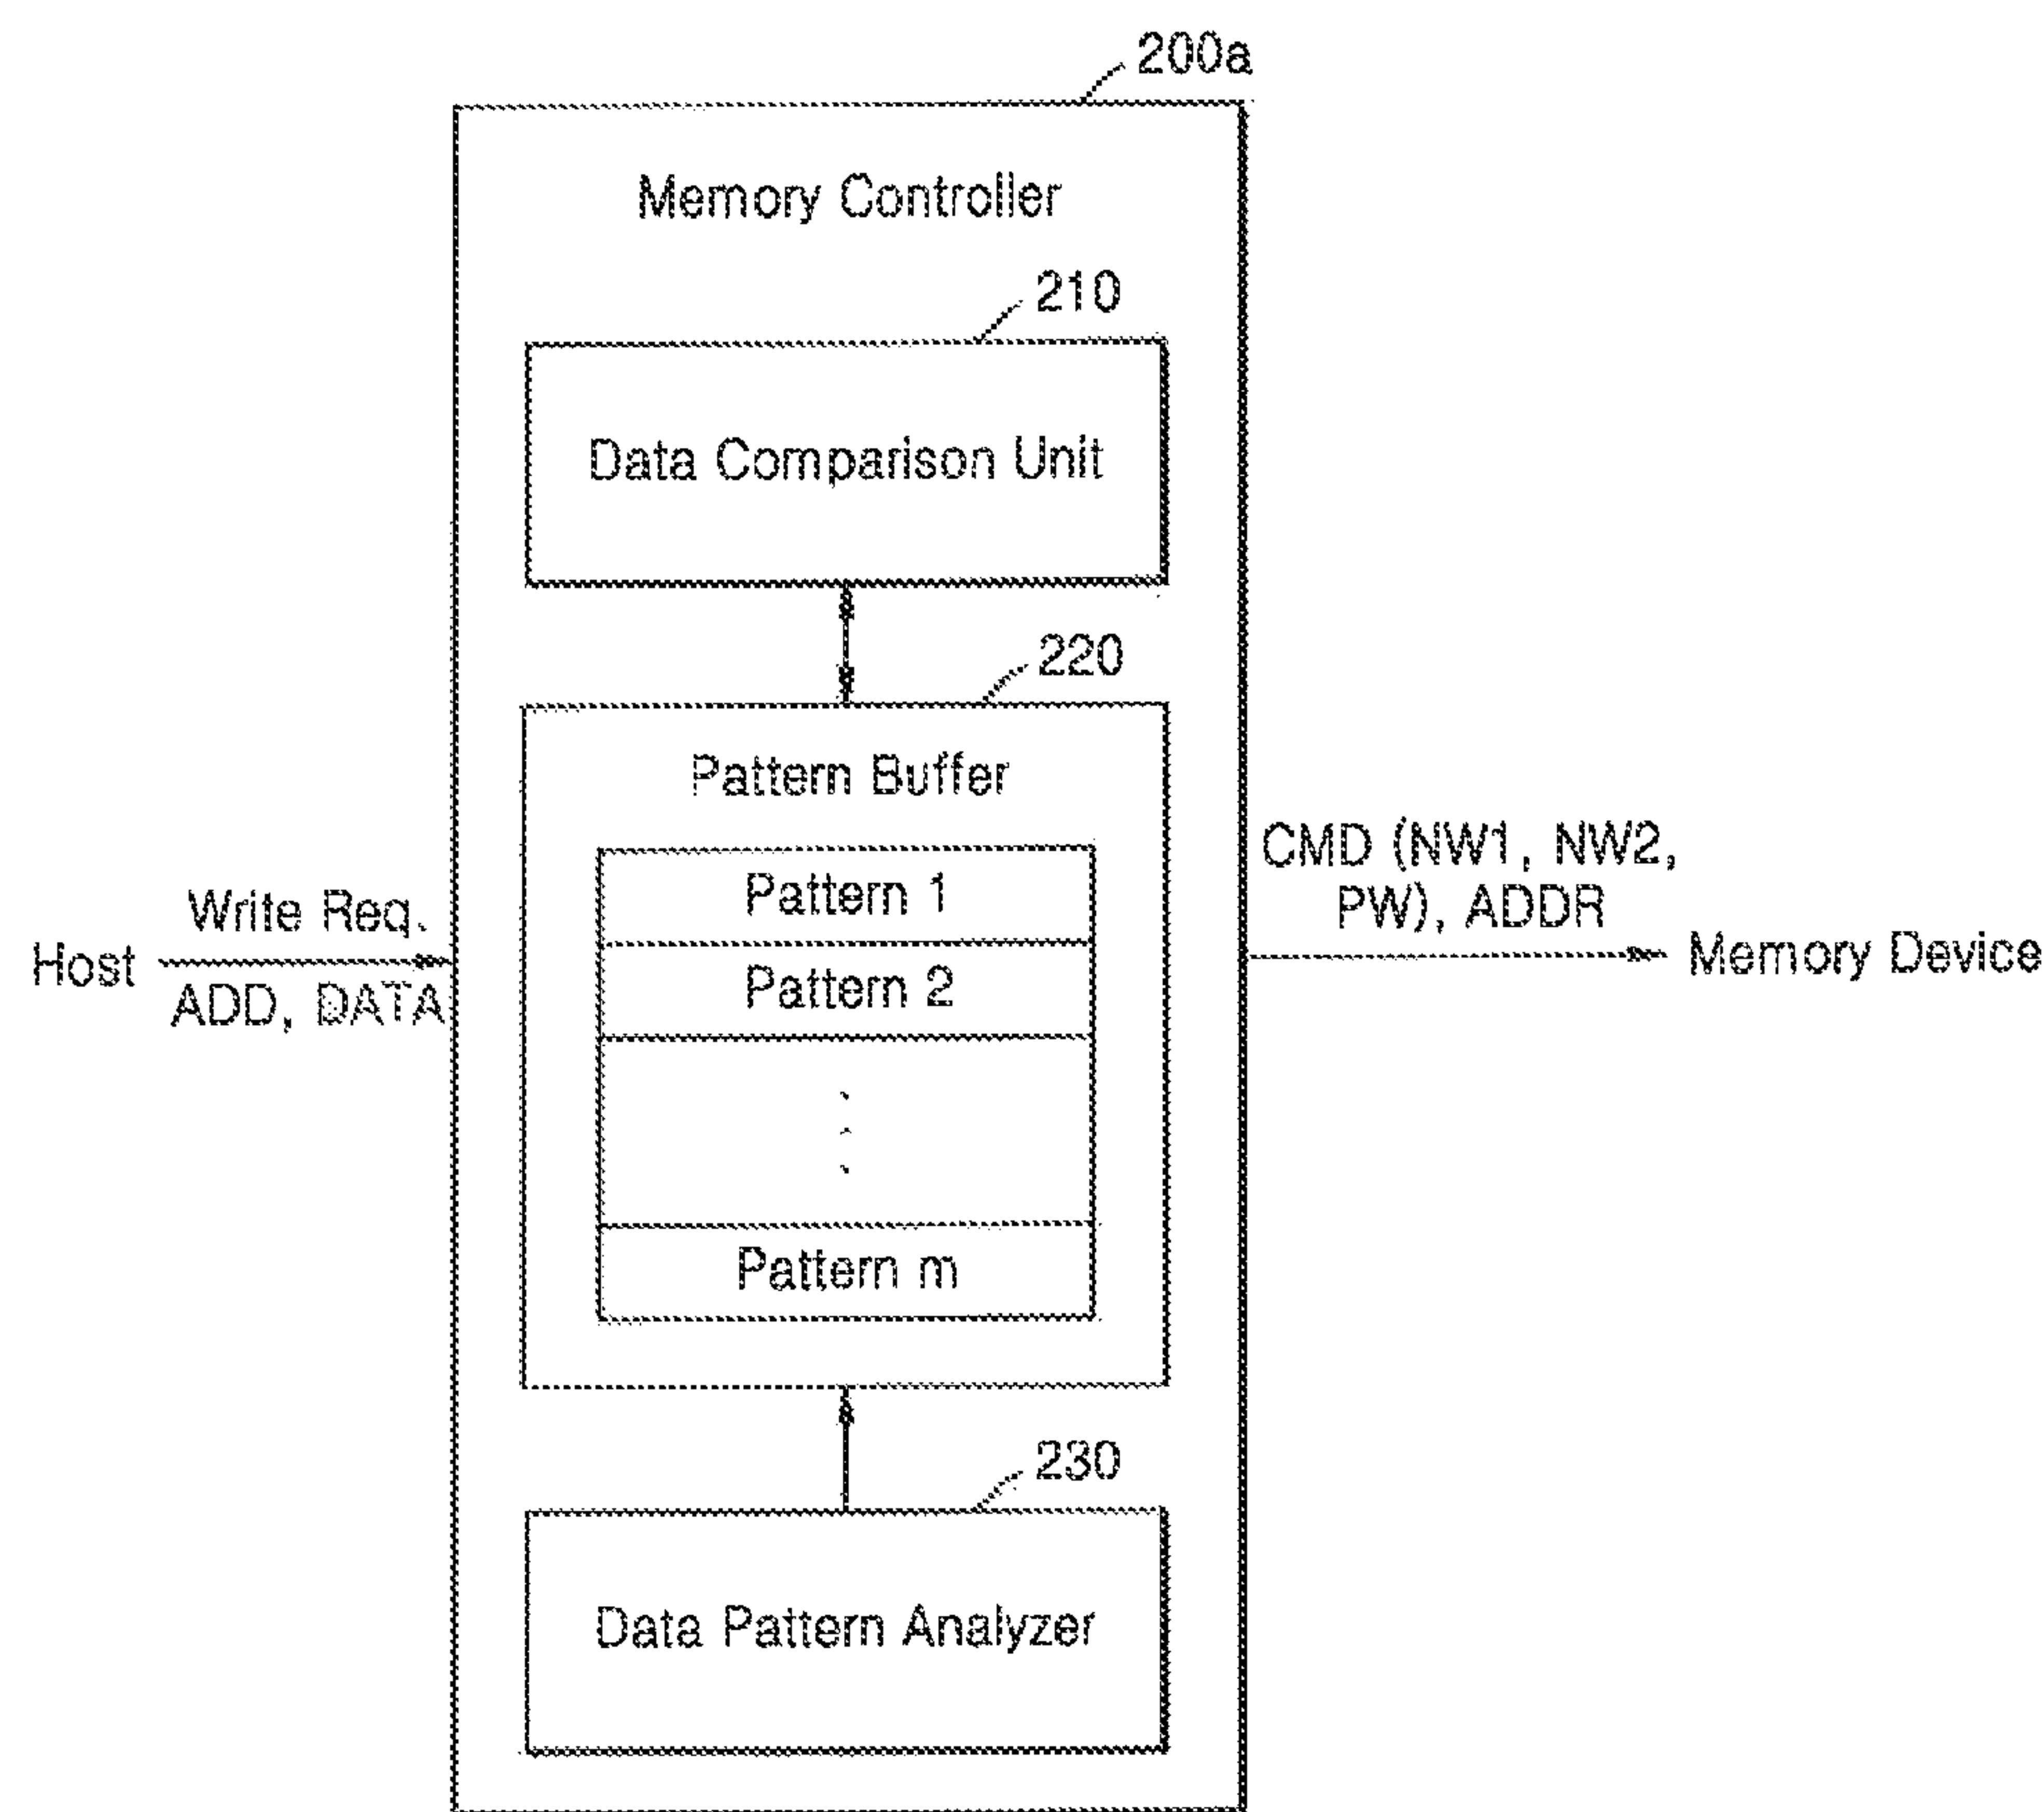 200a
Memory Controller
210
Data Comparison Unit
220
Pattern Buffer
Pattern 1
Pattern 2
Pattern m
Host
Write Req.
ADD, DATA
CMD (NW1, NW2,
PW), ADDR
Memory Device
230
Data Pattern Analyzer